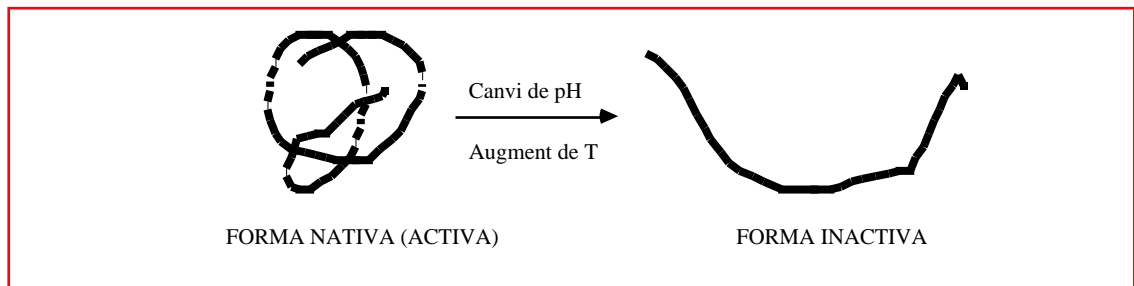 Canvi de pH
Augment de T
FORMA NATIVA (ACTIVA)
FORMA INACTIVA